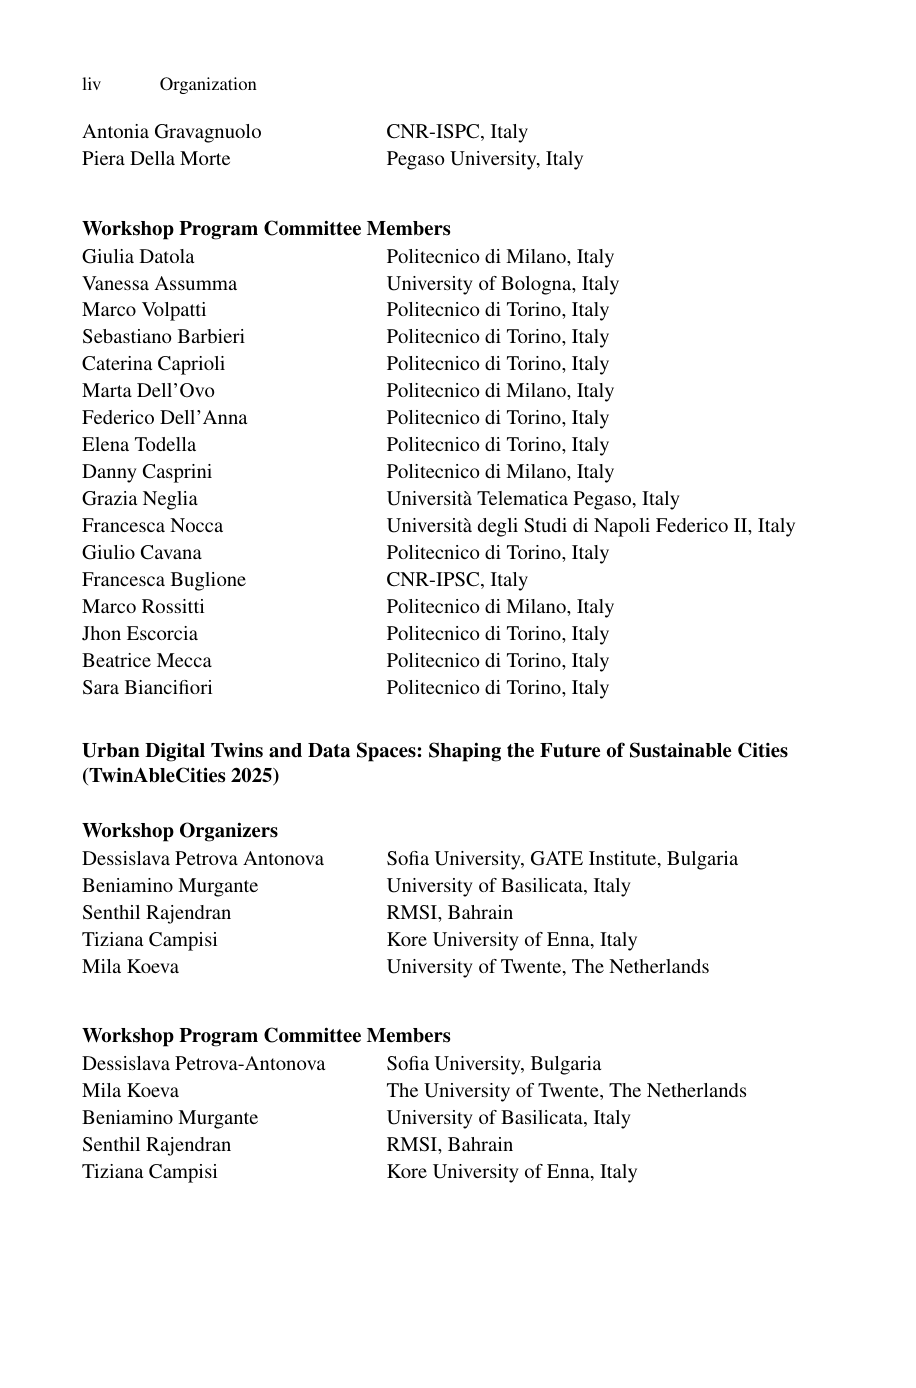 liv Organization
Antonia Gravagnuolo CNR-ISPC, Italy
Piera Della Morte Pegaso University, Italy
Workshop Program Committee Members
Giulia Datola Politecnico di Milano, Italy
Vanessa Assumma University of Bologna, Italy
Marco Volpatti Politecnico di Torino, Italy
Sebastiano Barbieri Politecnico di Torino, Italy
Caterina Caprioli Politecnico di Torino, Italy
Marta Dell’Ovo Politecnico di Milano, Italy
Federico Dell’Anna Politecnico di Torino, Italy
Elena Todella Politecnico di Torino, Italy
Danny Casprini Politecnico di Milano, Italy
Grazia Neglia Università Telematica Pegaso, Italy
Francesca Nocca Università degli Studi di Napoli Federico II, Italy
Giulio Cavana Politecnico di Torino, Italy
Francesca Buglione CNR-IPSC, Italy
Marco Rossitti Politecnico di Milano, Italy
Jhon Escorcia Politecnico di Torino, Italy
Beatrice Mecca Politecnico di Torino, Italy
Sara Biancifiori Politecnico di Torino, Italy
Urban Digital Twins and Data Spaces: Shaping the Future of Sustainable Cities
(TwinAbleCities 2025)
Workshop Organizers
Dessislava Petrova Antonova Sofia University, GATE Institute, Bulgaria
Beniamino Murgante University of Basilicata, Italy
Senthil Rajendran RMSI, Bahrain
Tiziana Campisi Kore University of Enna, Italy
Mila Koeva University of Twente, The Netherlands
Workshop Program Committee Members
Dessislava Petrova-Antonova Sofia University, Bulgaria
Mila Koeva The University of Twente, The Netherlands
Beniamino Murgante University of Basilicata, Italy
Senthil Rajendran RMSI, Bahrain
Tiziana Campisi Kore University of Enna, Italy